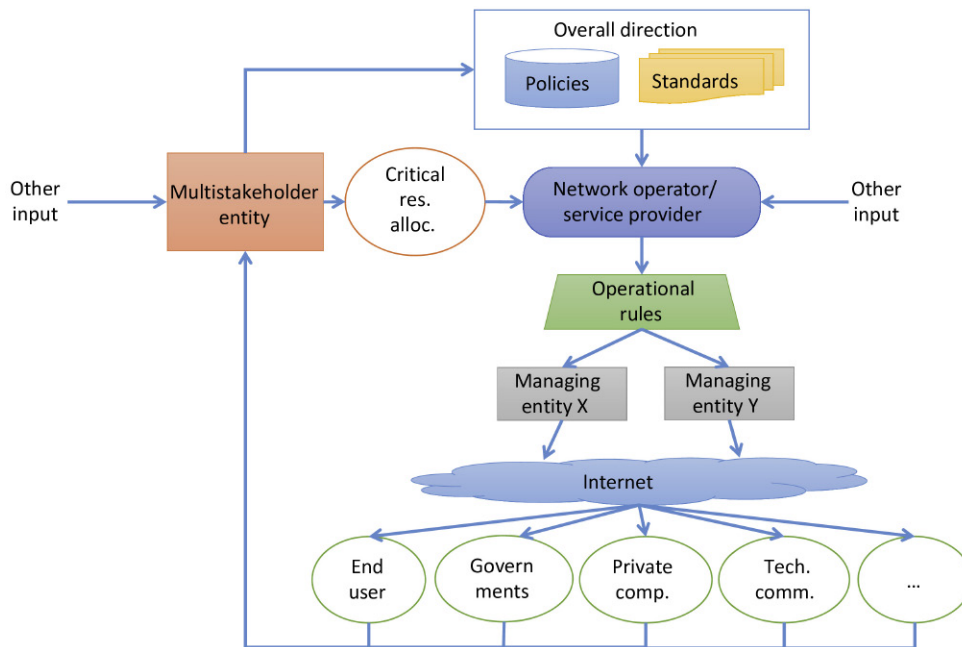 Overall direction
Policies
Standards
Other
input
Multistakeholder
entity
Critical
res.
alloc.
Network operator/
service provider
Other
input
Operational
rules
Managing
entity X
Managing
entity Y
Internet
End
user
Govern
ments
Private
comp.
Tech.
comm.
...